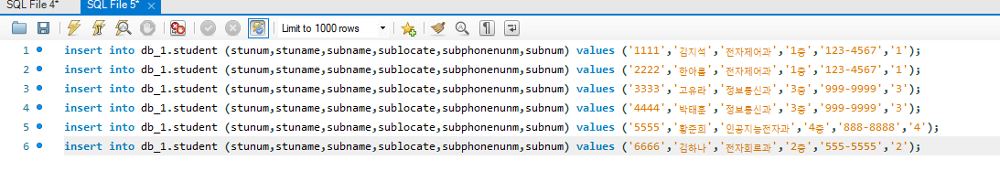 SQL File 4* SQL File 5*
Limit to 1000 rows
1 insert into db_1.student (stunum,stuname,subname,sublocate,subphonenunm,subnum) values ('1111','김지석','전자제어과','1층','123-4567','1');
2 insert into db_1.student (stunum,stuname,subname,sublocate,subphonenunm,subnum) values ('2222','한아름','전자제어과','1층','123-4567','1');
3 insert into db_1.student (stunum,stuname,subname,sublocate,subphonenunm,subnum) values ('3333','고유라','정보통신과','3층','999-9999','3');
4 insert into db_1.student (stunum,stuname,subname,sublocate,subphonenunm,subnum) values ('4444','박태훈','정보통신과','3층','999-9999','3');
5 insert into db_1.student (stunum,stuname,subname,sublocate,subphonenunm,subnum) values ('5555','황준희','인공지능전자과','4층','888-8888','4');
6 insert into db_1.student (stunum,stuname,subname,sublocate,subphonenunm,subnum) values ('6666','김하나','전자회로과','2층','555-5555','2');